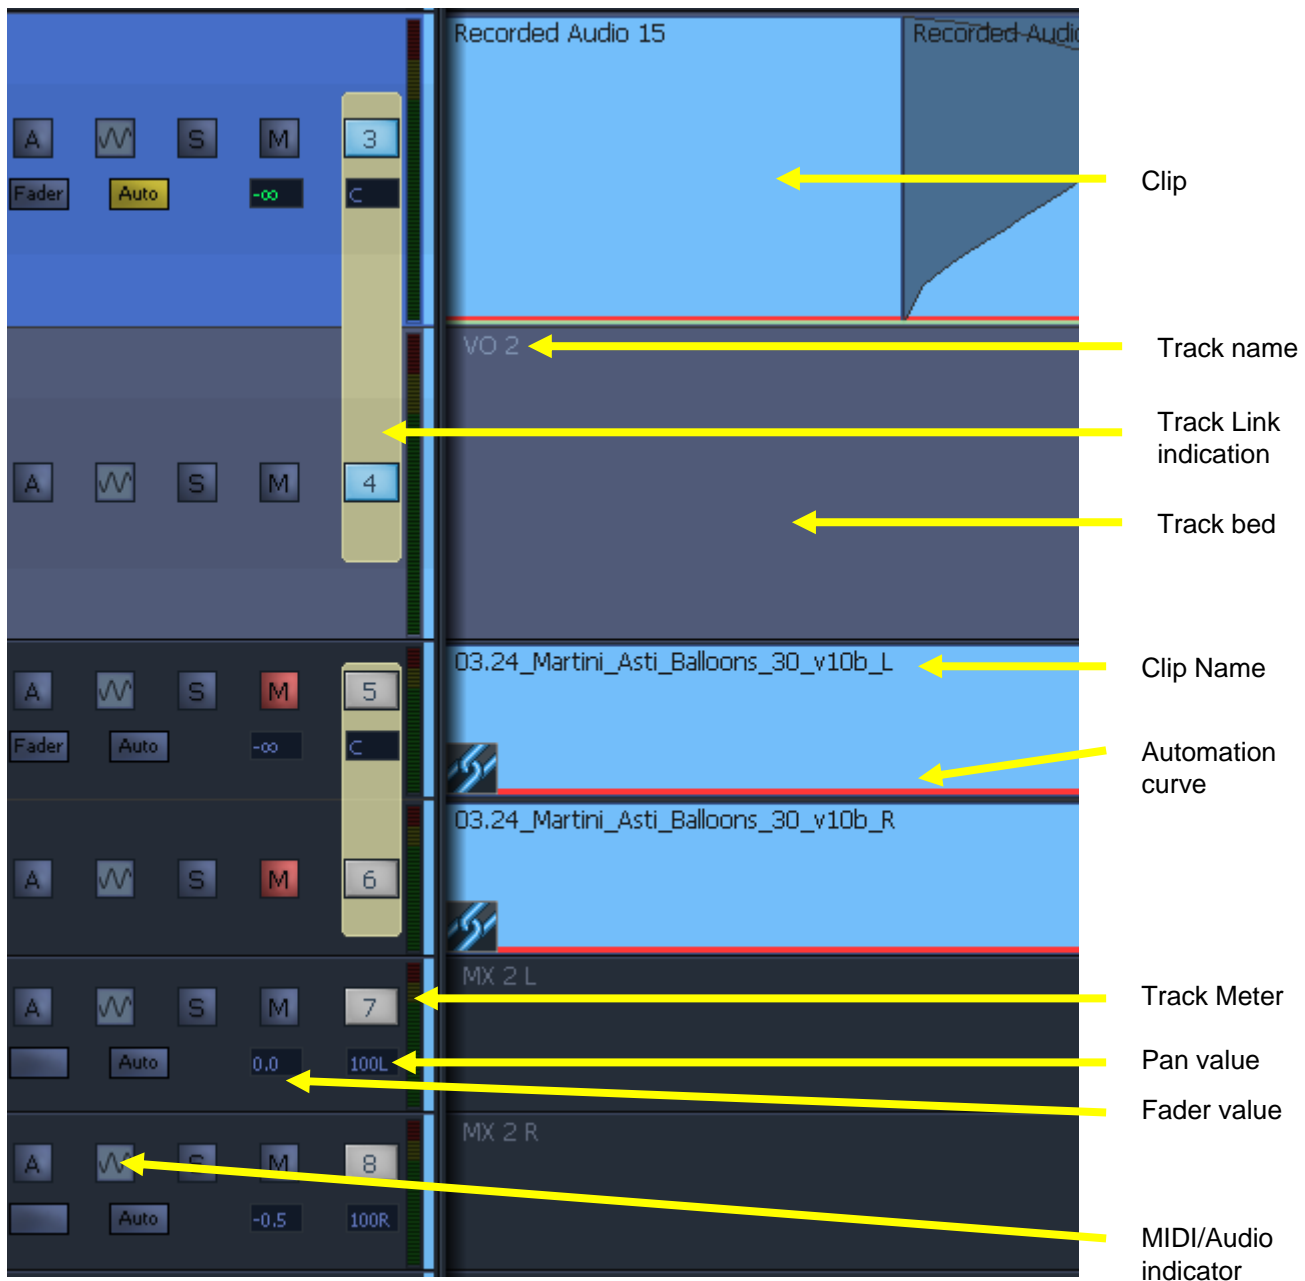 Recorded Audio 15
Recorded Audio
A S M 3
Fader Auto -∞ C
Clip
VO 2
Track name
Track Link
indication
A S M 4
Track bed
03.24_Martini_Asti_Balloons_30_v10b_L
Clip Name
A S M 5
Fader Auto -∞ C
Automation
curve
03.24_Martini_Asti_Balloons_30_v10b_R
A S M 6
MX 2 L
A S M 7
Track Meter
Auto 0.0 100L
Pan value
Fader value
MX 2 R
A S M 8
Auto -0.5 100R
MIDI/Audio
indicator